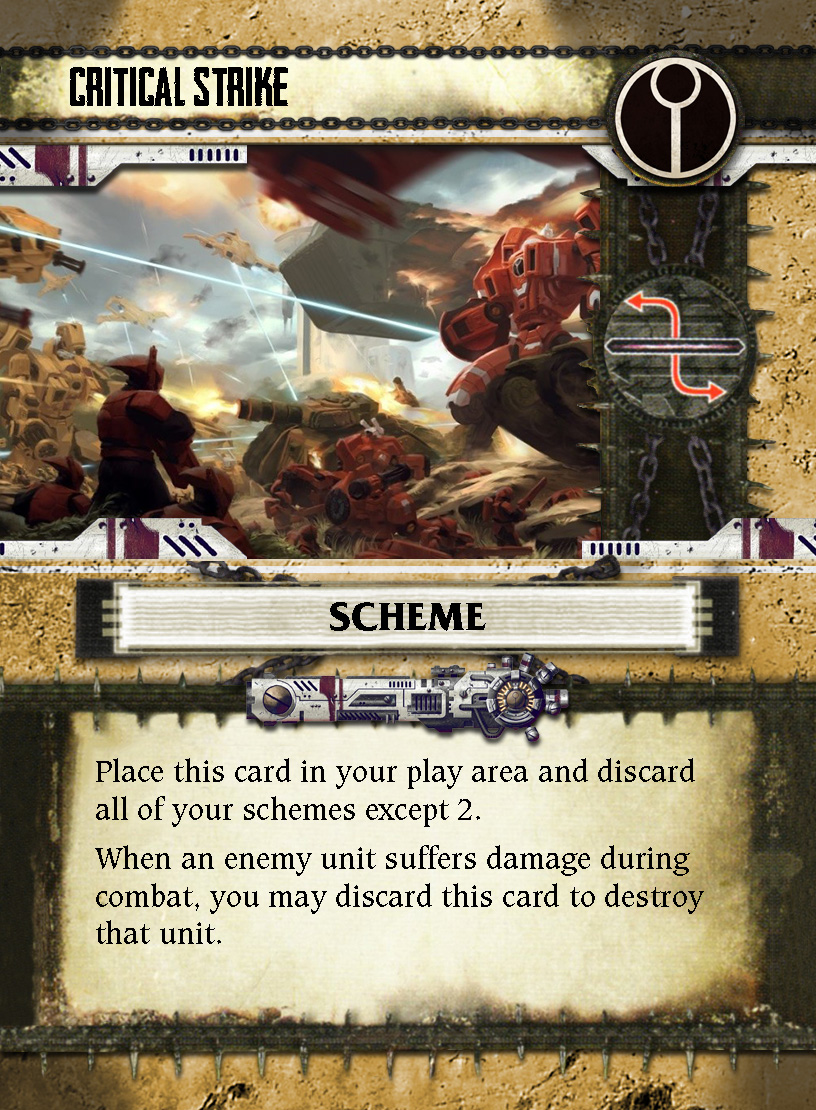 CRITICAL STRIKE
SCHEME
Place this card in your play area and discard
all of your schemes except 2.
When an enemy unit suffers damage during
combat, you may discard this card to destroy
that unit.